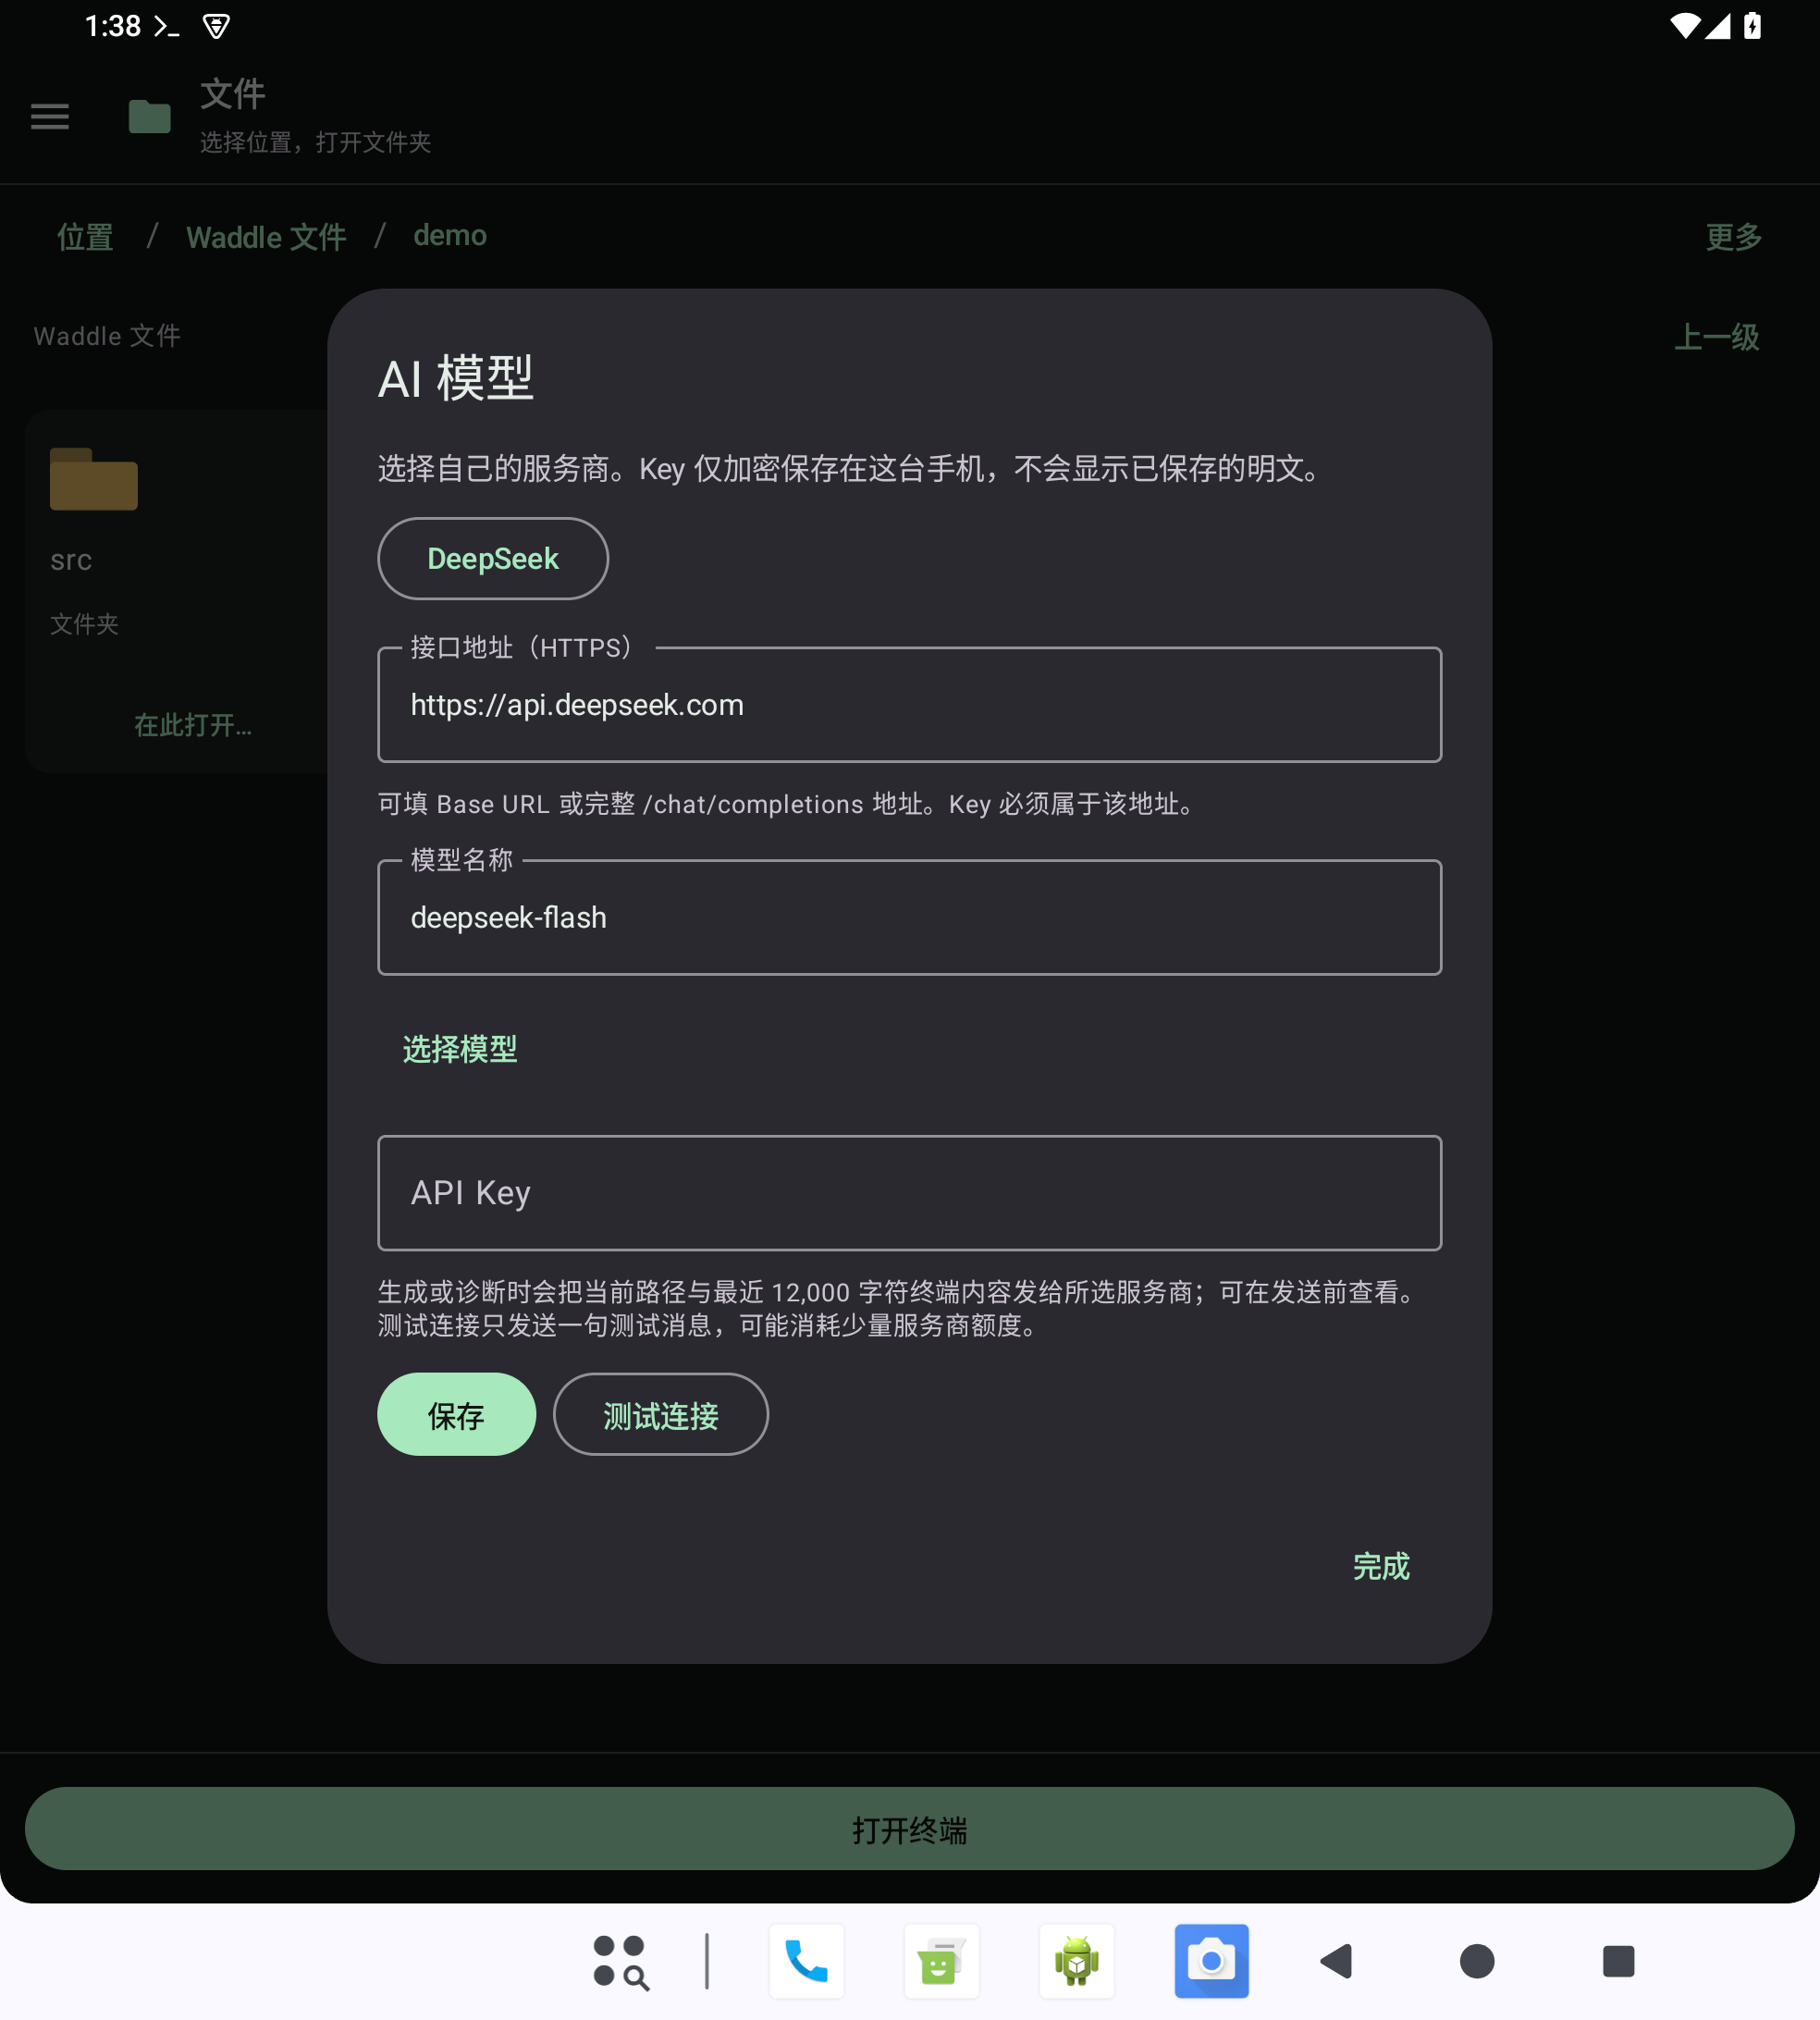 1:38
文件
选择位置，打开文件夹
位置 / Waddle 文件 / demo
更多
Waddle 文件
上一级
src
文件夹
在此打开…
AI 模型
选择自己的服务商。Key 仅加密保存在这台手机，不会显示已保存的明文。
DeepSeek
接口地址（HTTPS）
https://api.deepseek.com
可填 Base URL 或完整 /chat/completions 地址。Key 必须属于该地址。
模型名称
deepseek-flash
选择模型
API Key
生成或诊断时会把当前路径与最近 12,000 字符终端内容发给所选服务商；可在发送前查看。
测试连接只发送一句测试消息，可能消耗少量服务商额度。
保存
测试连接
完成
打开终端